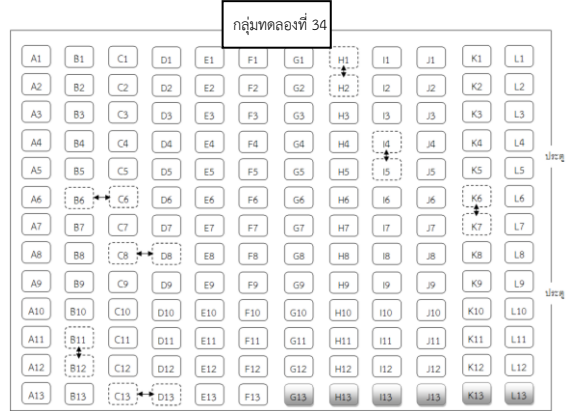 กลุ่มทดลองที่ 34
A1 B1 C1 D1 E1 F1 G1 H1 I1 J1 K1 L1
A2 B2 C2 D2 E2 F2 G2 H2 I2 J2 K2 L2
A3 B3 C3 D3 E3 F3 G3 H3 I3 J3 K3 L3
A4 B4 C4 D4 E4 F4 G4 H4 I4 J4 K4 L4
ประตู
A5 B5 C5 D5 E5 F5 G5 H5 I5 J5 K5 L5
A6 B6 C6 D6 E6 F6 G6 H6 I6 J6 K6 L6
A7 B7 C7 D7 E7 F7 G7 H7 I7 J7 K7 L7
A8 B8 C8 D8 E8 F8 G8 H8 I8 J8 K8 L8
A9 B9 C9 D9 E9 F9 G9 H9 I9 J9 K9 L9
ประตู
A10 B10 C10 D10 E10 F10 G10 H10 I10 J10 K10 L10
A11 B11 C11 D11 E11 F11 G11 H11 I11 J11 K11 L11
A12 B12 C12 D12 E12 F12 G12 H12 I12 J12 K12 L12
A13 B13 C13 D13 E13 F13 G13 H13 I13 J13 K13 L13